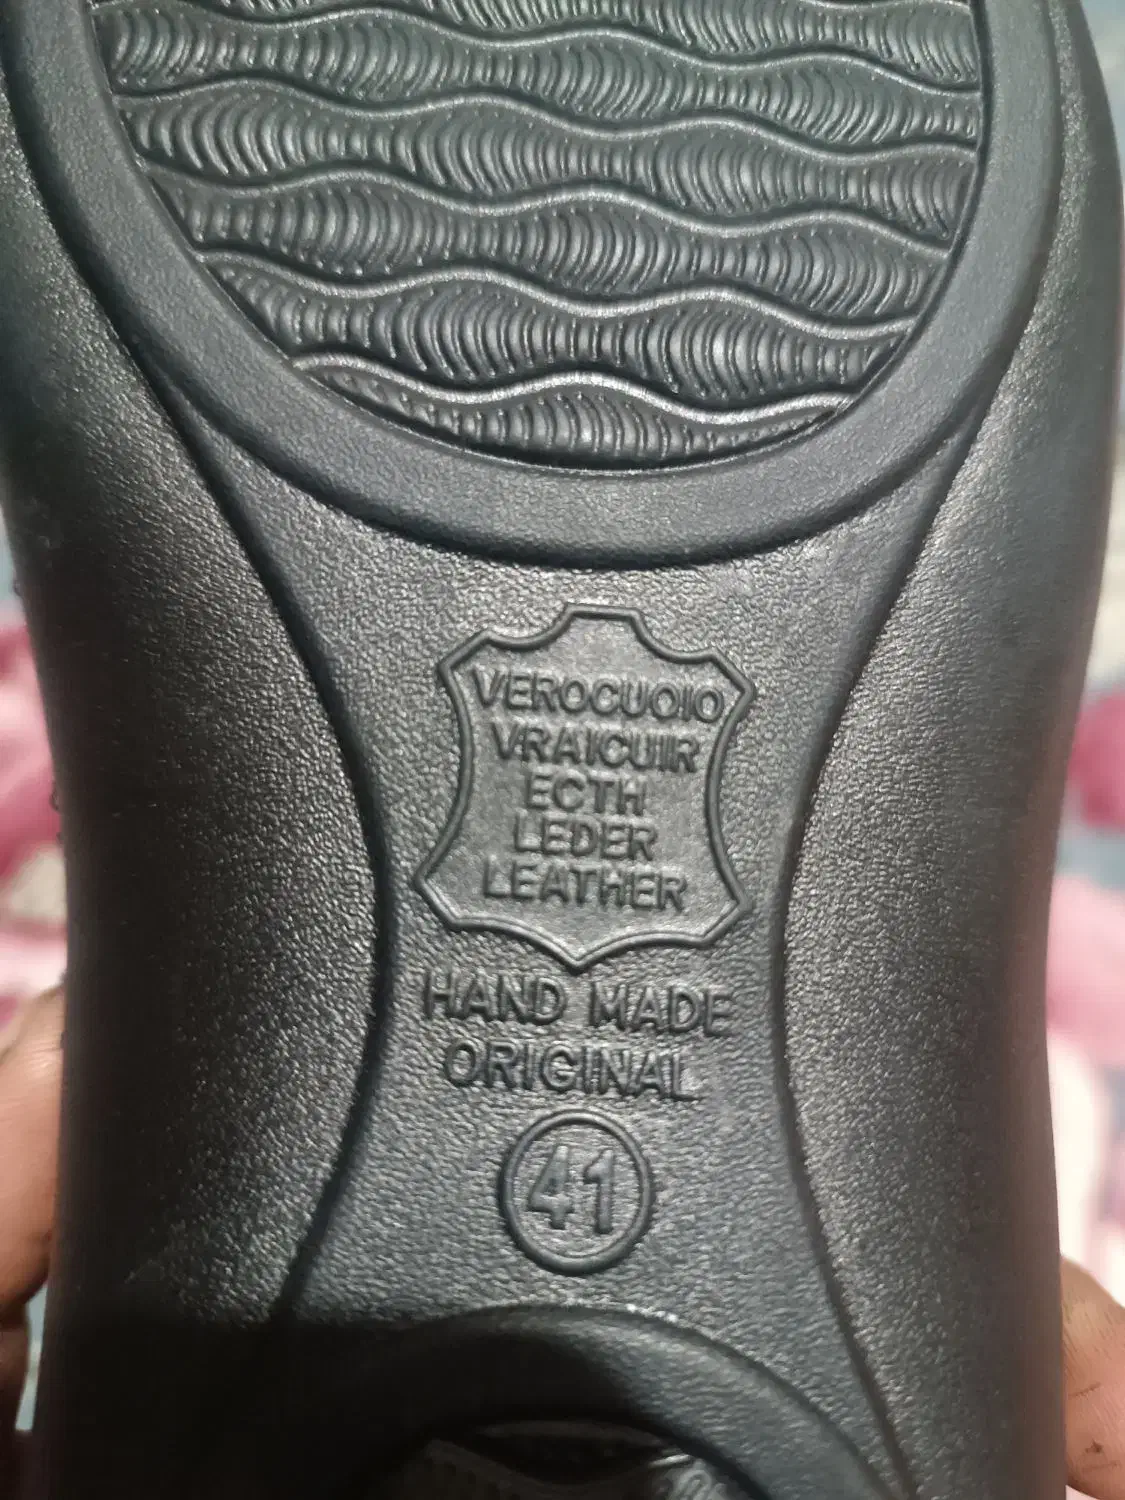 VEROCUOIO
VRAICUIR
ECTH
LEDER
LEATHER
HAND MADE
ORIGINAL
41